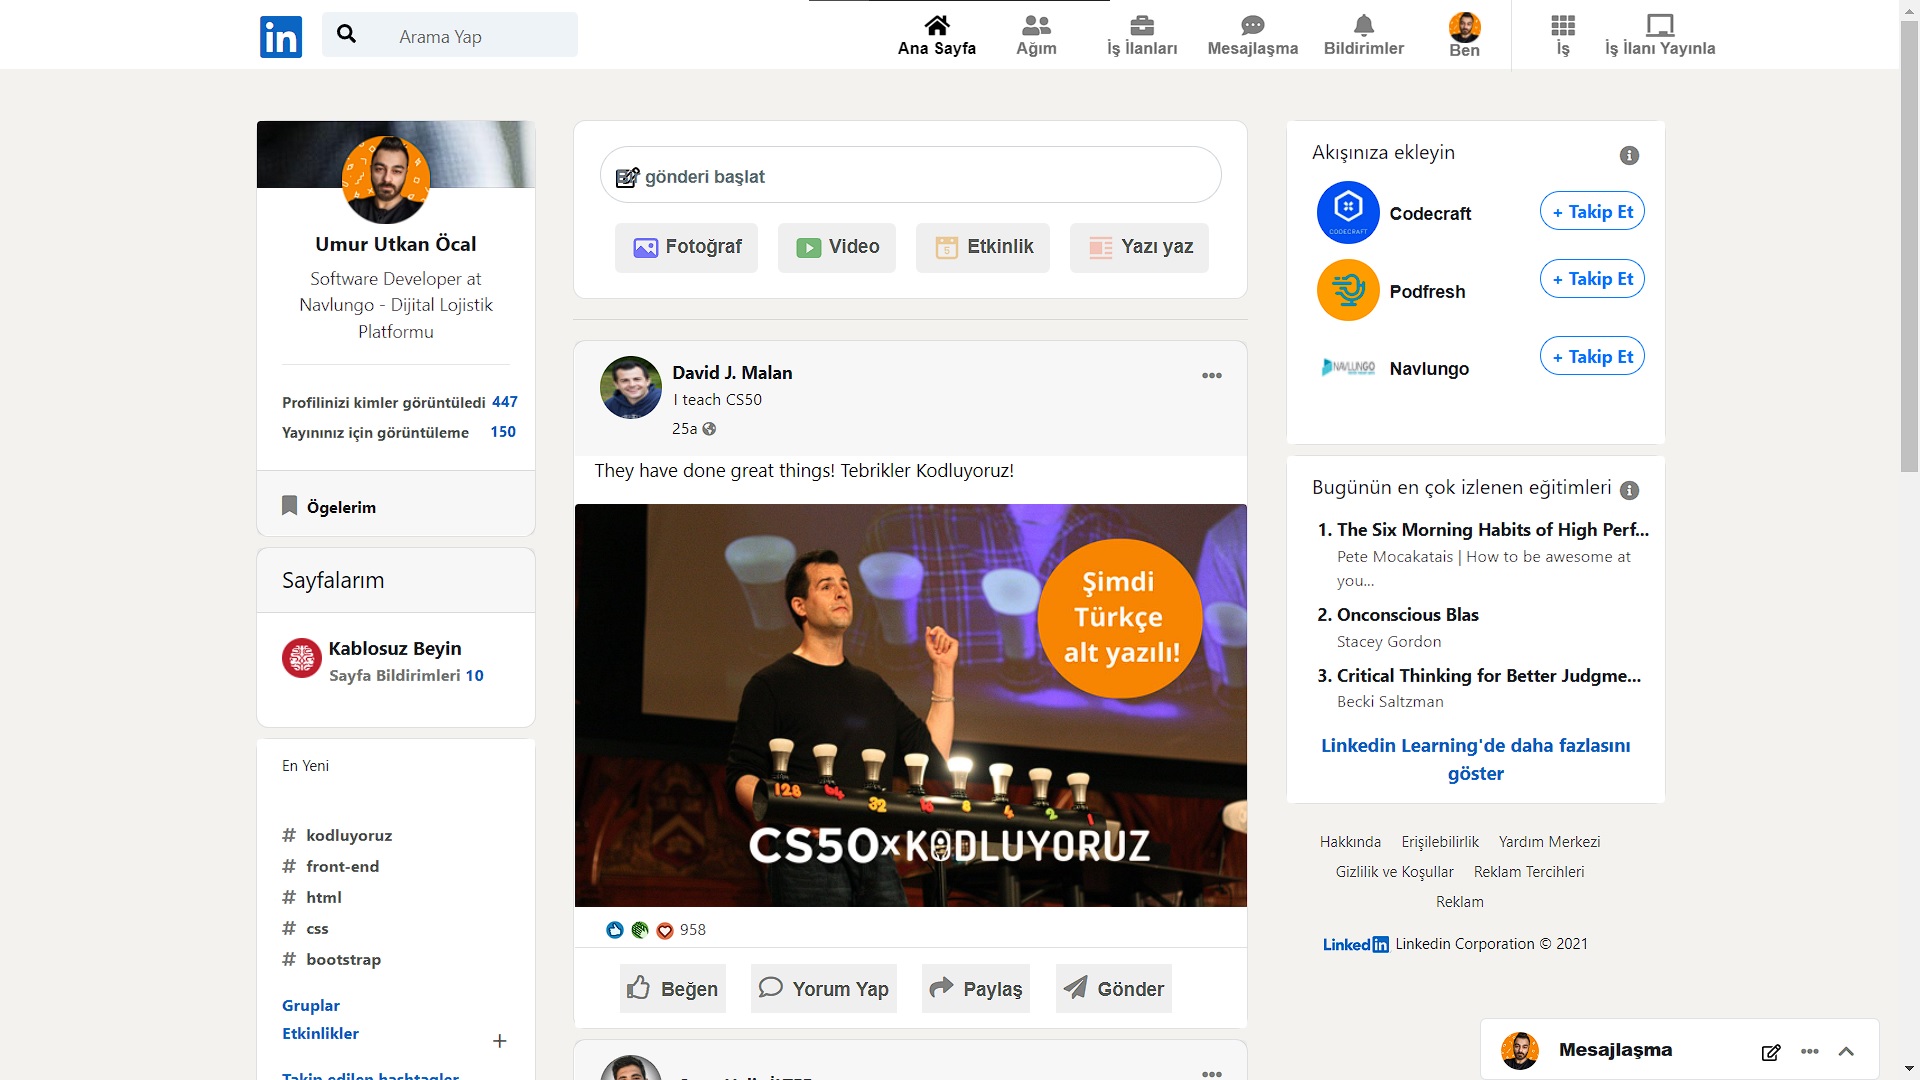 in
Arama Yap
Ana Sayfa
Ağım
İş İlanları
Mesajlaşma
Bildirimler
Ben
İş
İş İlanı Yayınla
Umur Utkan Öcal
Software Developer at
Navlungo - Dijital Lojistik
Platformu
Profilinizi kimler görüntüledi 447
Yayınınız için görüntüleme 150
Ögelerim
Sayfalarım
Kablosuz Beyin
Sayfa Bildirimleri 10
En Yeni
# kodluyoruz
# front-end
# html
# css
# bootstrap
Gruplar
Etkinlikler
+
Takip edilen hashtagler
Bir gönderi başlat
Fotoğraf
Video
5
Etkinlik
Yazı yaz
David J. Malan
I teach CS50
25a
They have done great things! Tebrikler Kodluyoruz!
Şimdi
Türkçe
alt yazılı!
128 64 32 16 8 4 2 1
CS50xKODLUYORUZ
958
Beğen
Yorum Yap
Paylaş
Gönder
Akışınıza ekleyin
CODECRAFT
Codecraft
+ Takip Et
Podfresh
+ Takip Et
NAVLUNGO
Navlungo
+ Takip Et
Bugünün en çok izlenen eğitimleri
1. The Six Morning Habits of High Perf...
Pete Mocakatais | How to be awesome at
you...
2. Onconscious Blas
Stacey Gordon
3. Critical Thinking for Better Judgme...
Becki Saltzman
Linkedin Learning'de daha fazlasını
göster
Hakkında Erişilebilirlik Yardım Merkezi
Gizlilik ve Koşullar Reklam Tercihleri
Reklam
Linkedin Linkedin Corporation © 2021
Mesajlaşma